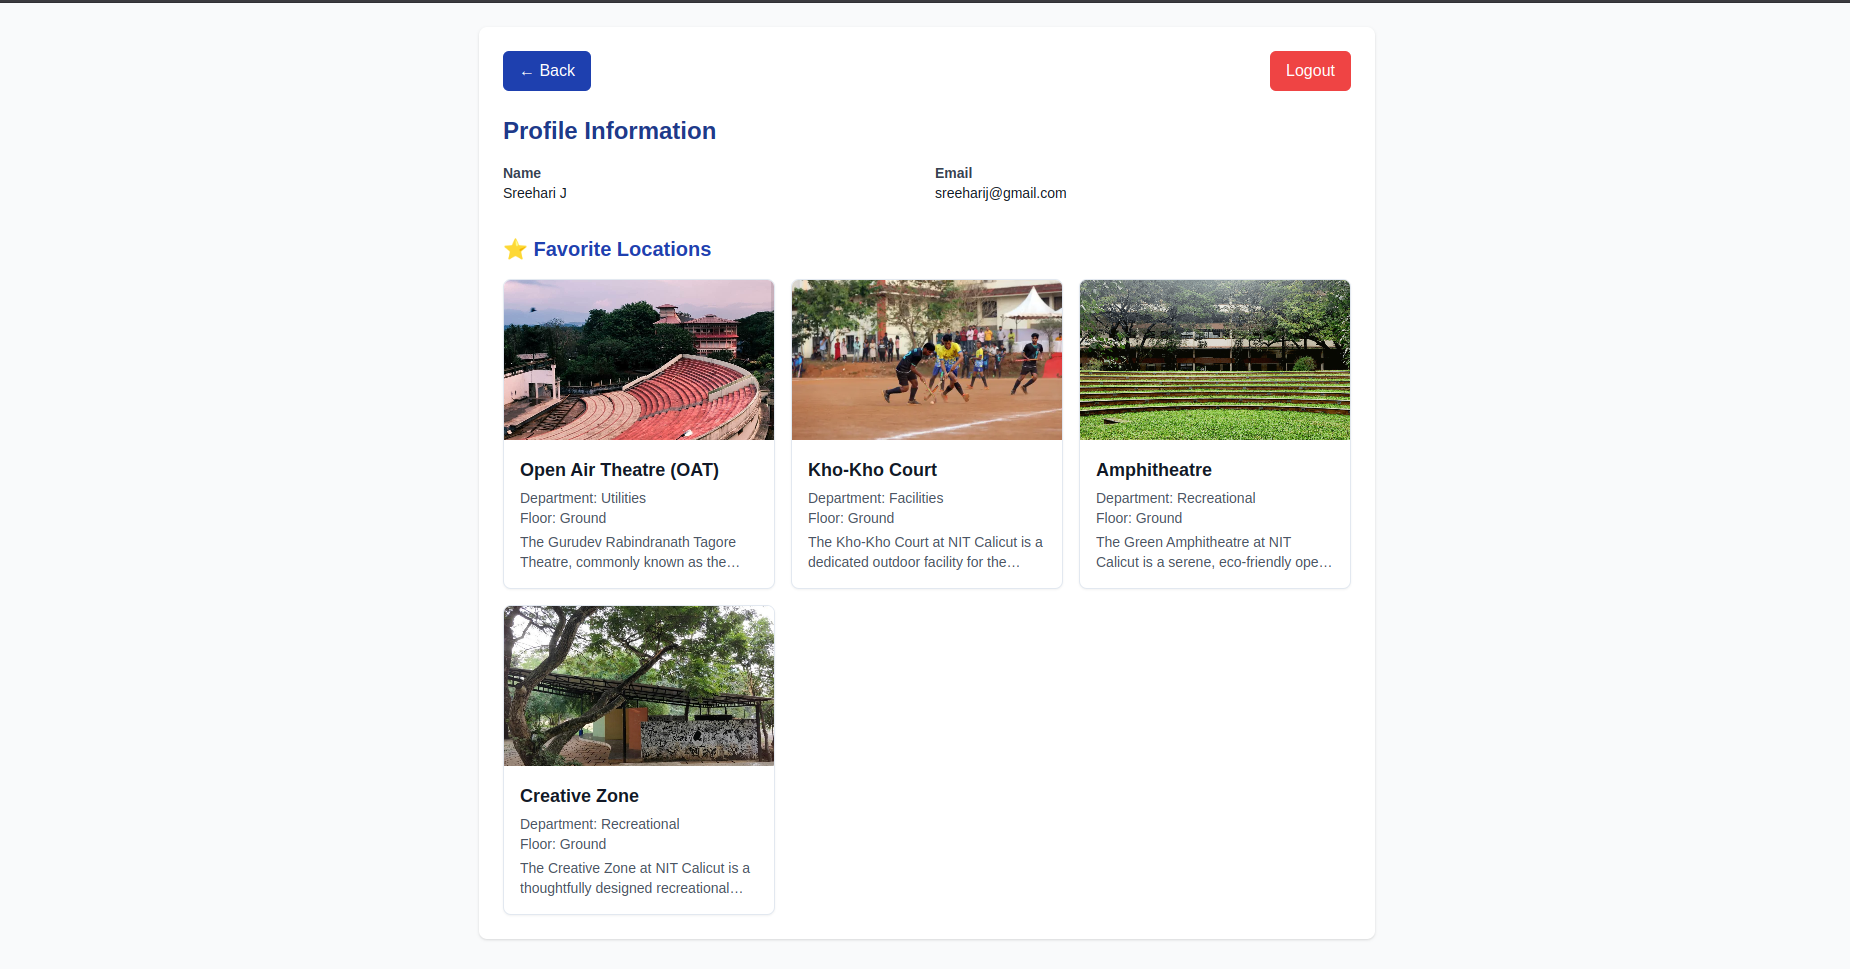 ← Back
Logout
Profile Information
Name
Email
Sreehari J
sreeharij@gmail.com
⭐ Favorite Locations
Open Air Theatre (OAT)
Department: Utilities
Floor: Ground
The Gurudev Rabindranath Tagore
Theatre, commonly known as the…
Kho-Kho Court
Department: Facilities
Floor: Ground
The Kho-Kho Court at NIT Calicut is a
dedicated outdoor facility for the…
Amphitheatre
Department: Recreational
Floor: Ground
The Green Amphitheatre at NIT
Calicut is a serene, eco-friendly ope…
Creative Zone
Department: Recreational
Floor: Ground
The Creative Zone at NIT Calicut is a
thoughtfully designed recreational…